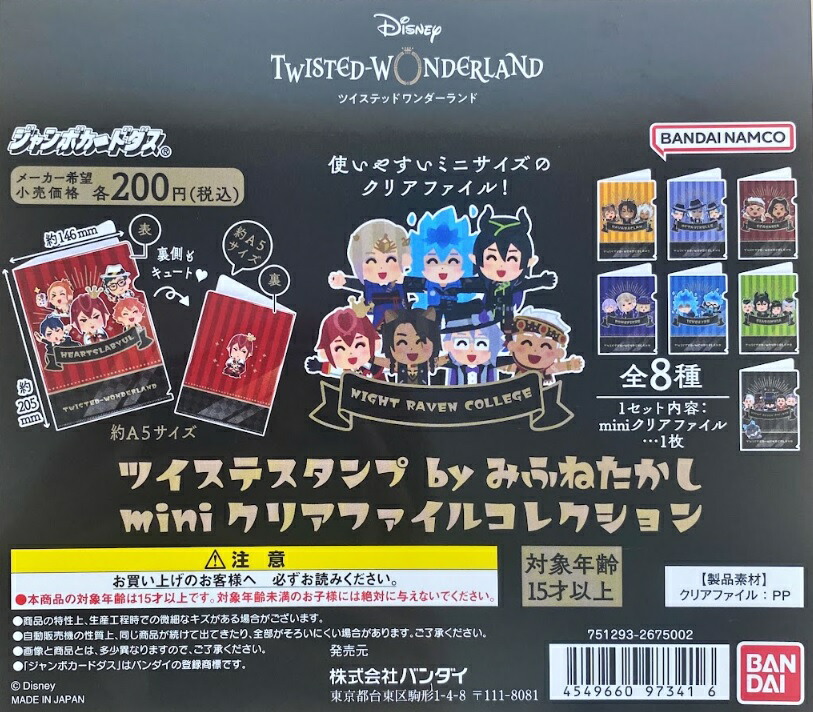 Disney
TWISTED-WONDERLAND
ツイステッドワンダーランド
ジャンボカードダス®
BANDAI NAMCO
メーカー希望
小売価格 各200円(税込)
使いやすいミニサイズの
クリアファイル!
約146mm
表
裏側も
キュート♥
約A5
サイズ
裏
HEARTSLABYUL
TWISTED-WONDERLAND
約
205
mm
約A5サイズ
NIGHT RAVEN COLLEGE
全8種
1セット内容:
miniクリアファイル
…1枚
ツイステスタンプ by みふねたかし
mini クリアファイルコレクション
⚠注意
お買い上げのお客様へ 必ずお読みください。
●本商品の対象年齢は15才以上です。対象年齢未満のお子様には絶対に与えないでください。
対象年齢
15才以上
【製品素材】
クリアファイル:PP
●商品の特性上、生産工程時での微細なキズがある場合がございます。
●自動販売機の性質上、同じ商品が続けて出てきたり、全部がそろいにくい場合があります。ご了承ください。
●画像と商品とは、多少異なりますので、ご了承ください。
●「ジャンボカードダス」はバンダイの登録商標です。
発売元
株式会社バンダイ
東京都台東区駒形1-4-8 〒111-8081
751293-2675002
4549660 97341 6
BAN
DAI
© Disney
MADE IN JAPAN